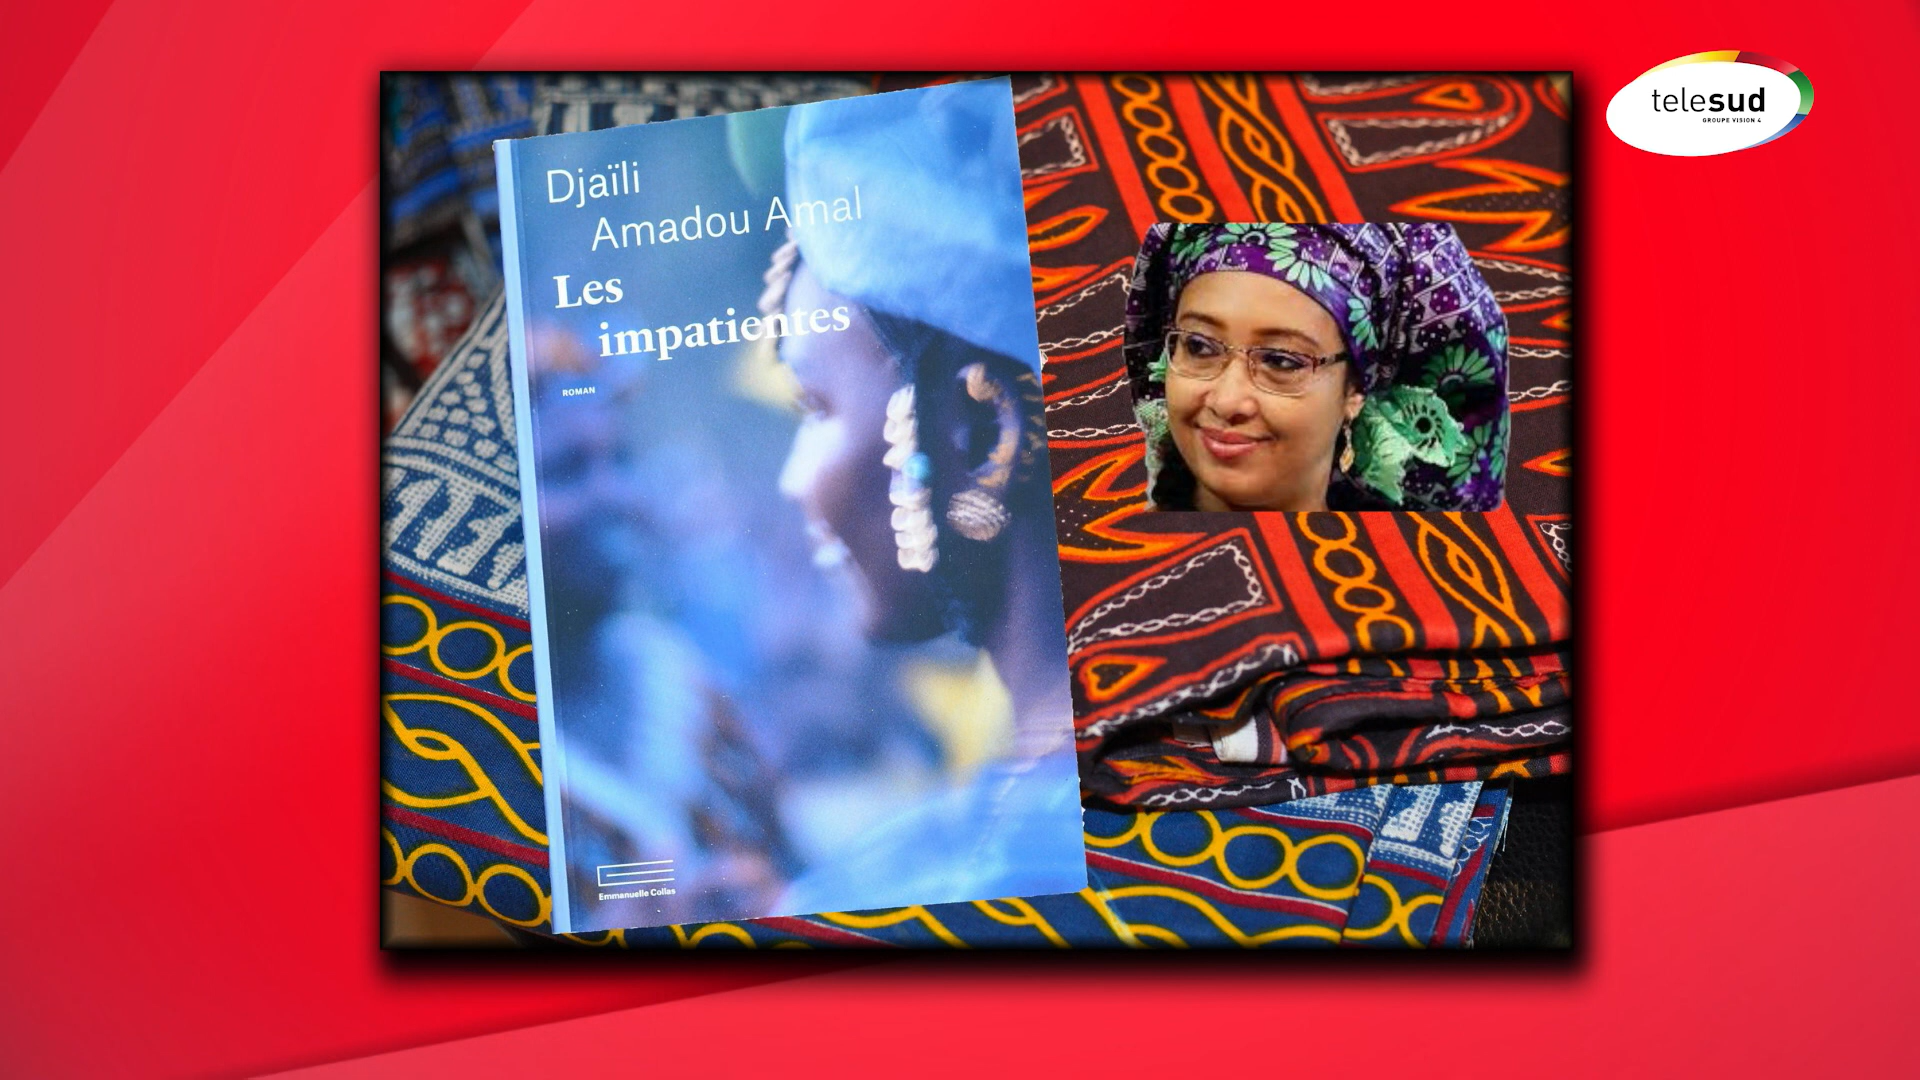 Djaïli
Amadou Amal
Les
impatientes
ROMAN
Emmanuelle Collas
telesud
GROUPE VISION 4